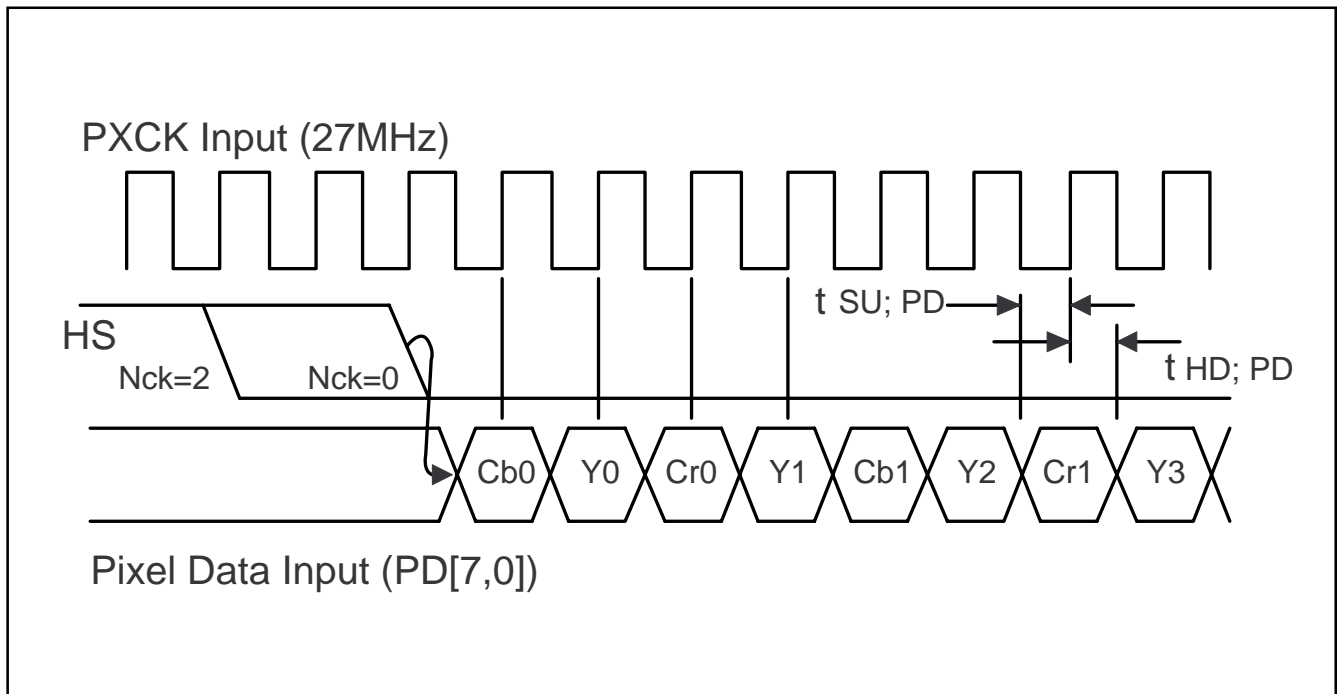 PXCK Input (27MHz)
t SU; PD
HS
Nck=2
Nck=0
t HD; PD
Cb0
Y0
Cr0
Y1
Cb1
Y2
Cr1
Y3
Pixel Data Input (PD[7,0])